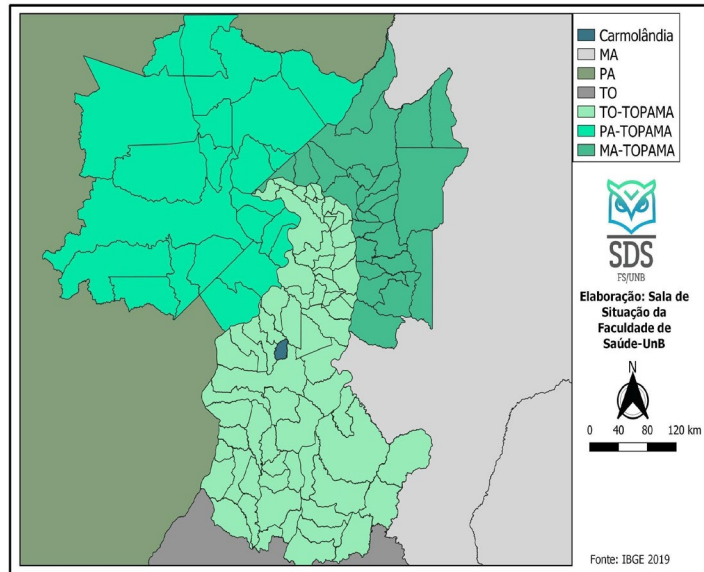 Carmolândia
MA
PA
TO
TO-TOPAMA
PA-TOPAMA
MA-TOPAMA
SDS
FS/UNB
Elaboração: Sala de
Situação da
Faculdade de
Saúde-UnB
N
0 40 80 120 km
Fonte: IBGE 2019